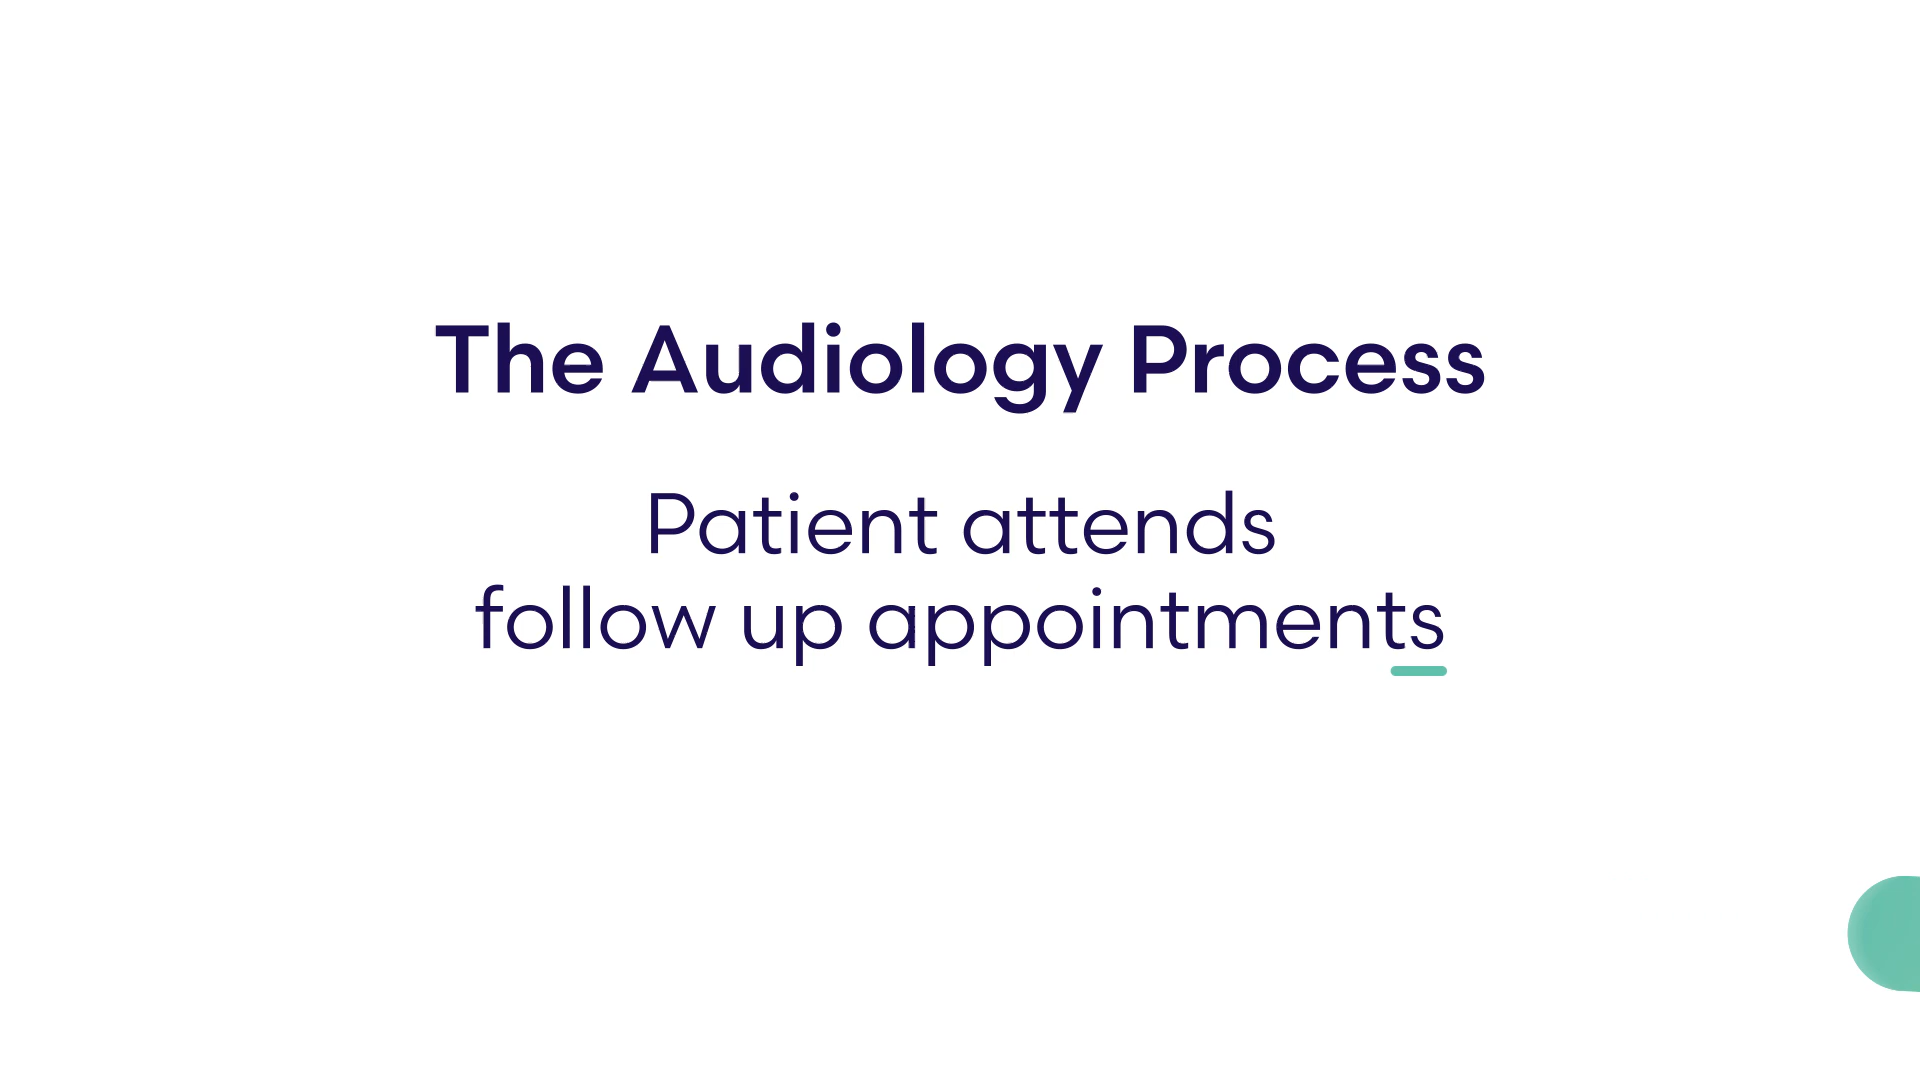 The Audiology Process
Patient attends
follow up appointments